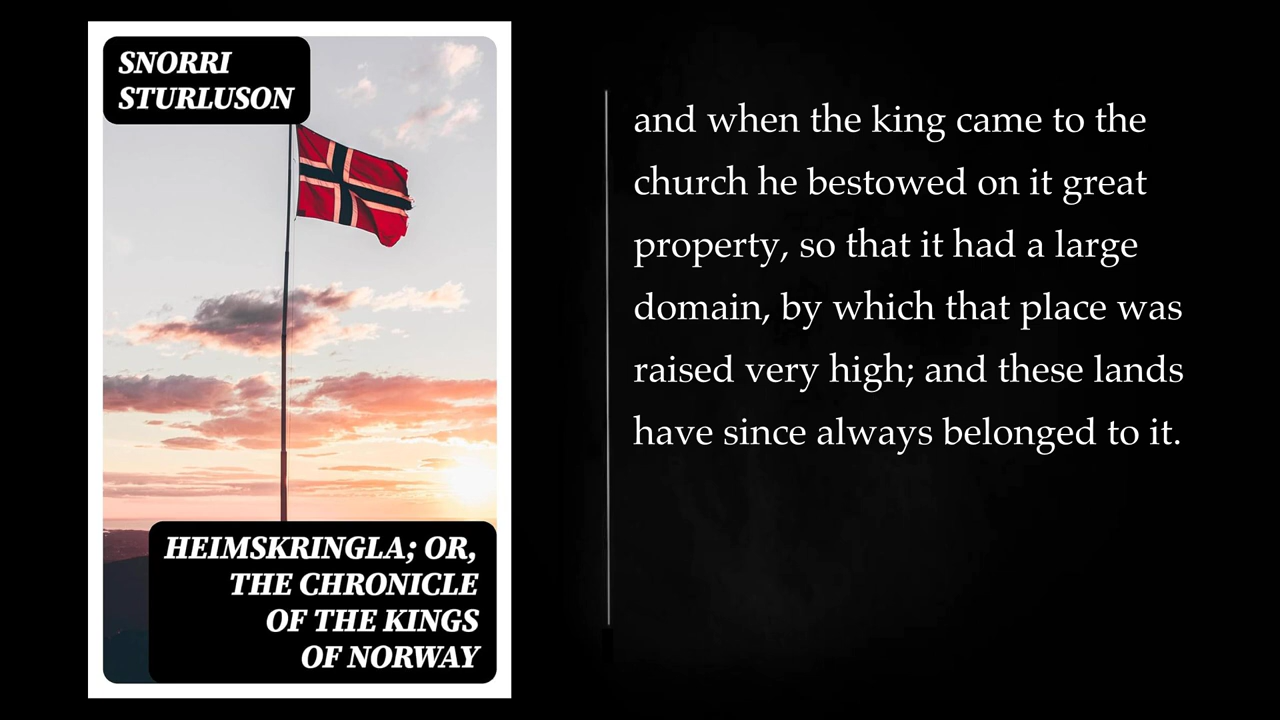 SNORRI
STURLUSON
HEIMSKRINGLA; OR,
THE CHRONICLE
OF THE KINGS
OF NORWAY
and when the king came to the
church he bestowed on it great
property, so that it had a large
domain, by which that place was
raised very high; and these lands
have since always belonged to it.